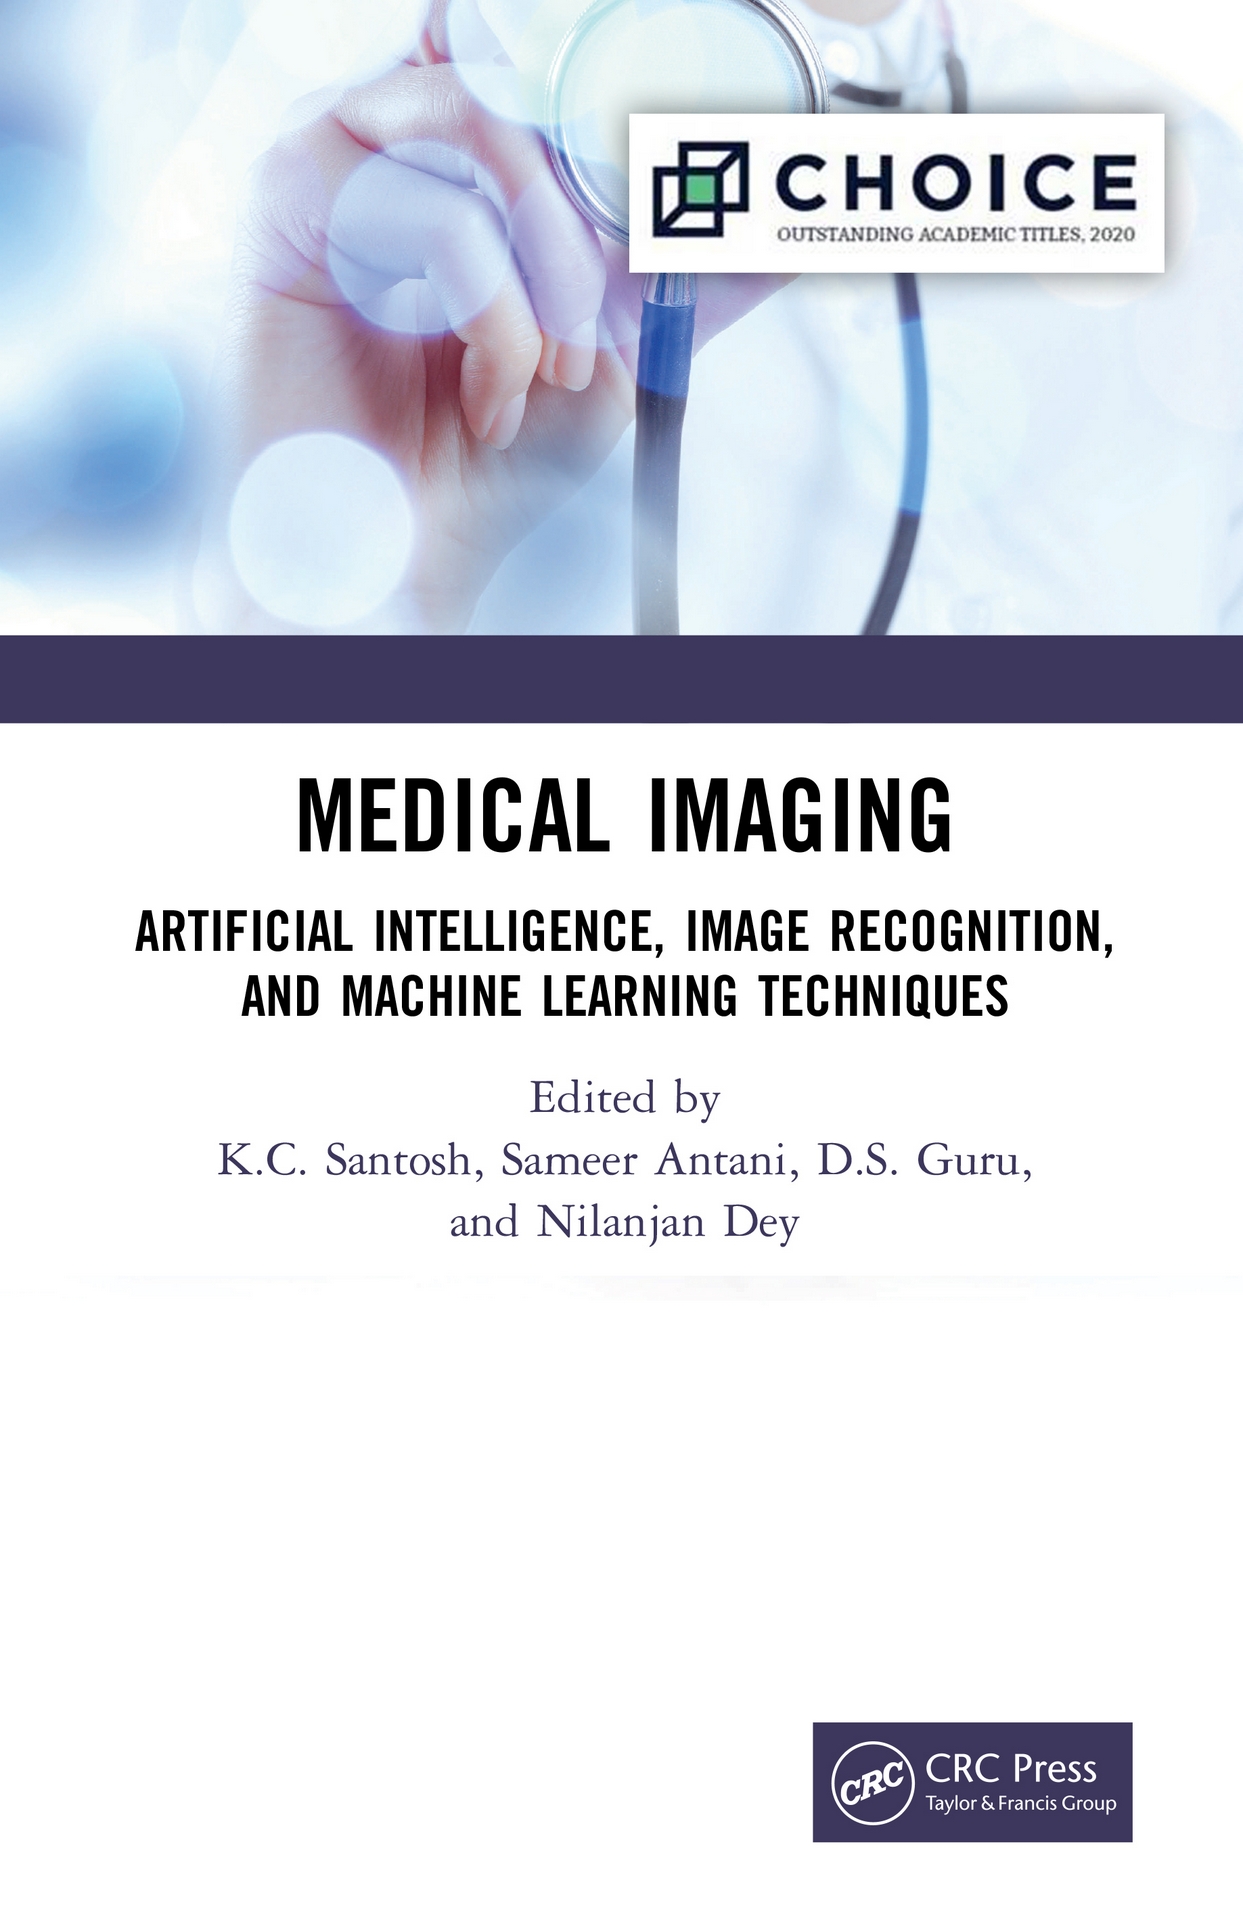 CHOICE
OUTSTANDING ACADEMIC TITLES, 2020
MEDICAL IMAGING
ARTIFICIAL INTELLIGENCE, IMAGE RECOGNITION,
AND MACHINE LEARNING TECHNIQUES
Edited by
K.C. Santosh, Sameer Antani, D.S. Guru,
and Nilanjan Dey
CRC
CRC Press
Taylor & Francis Group